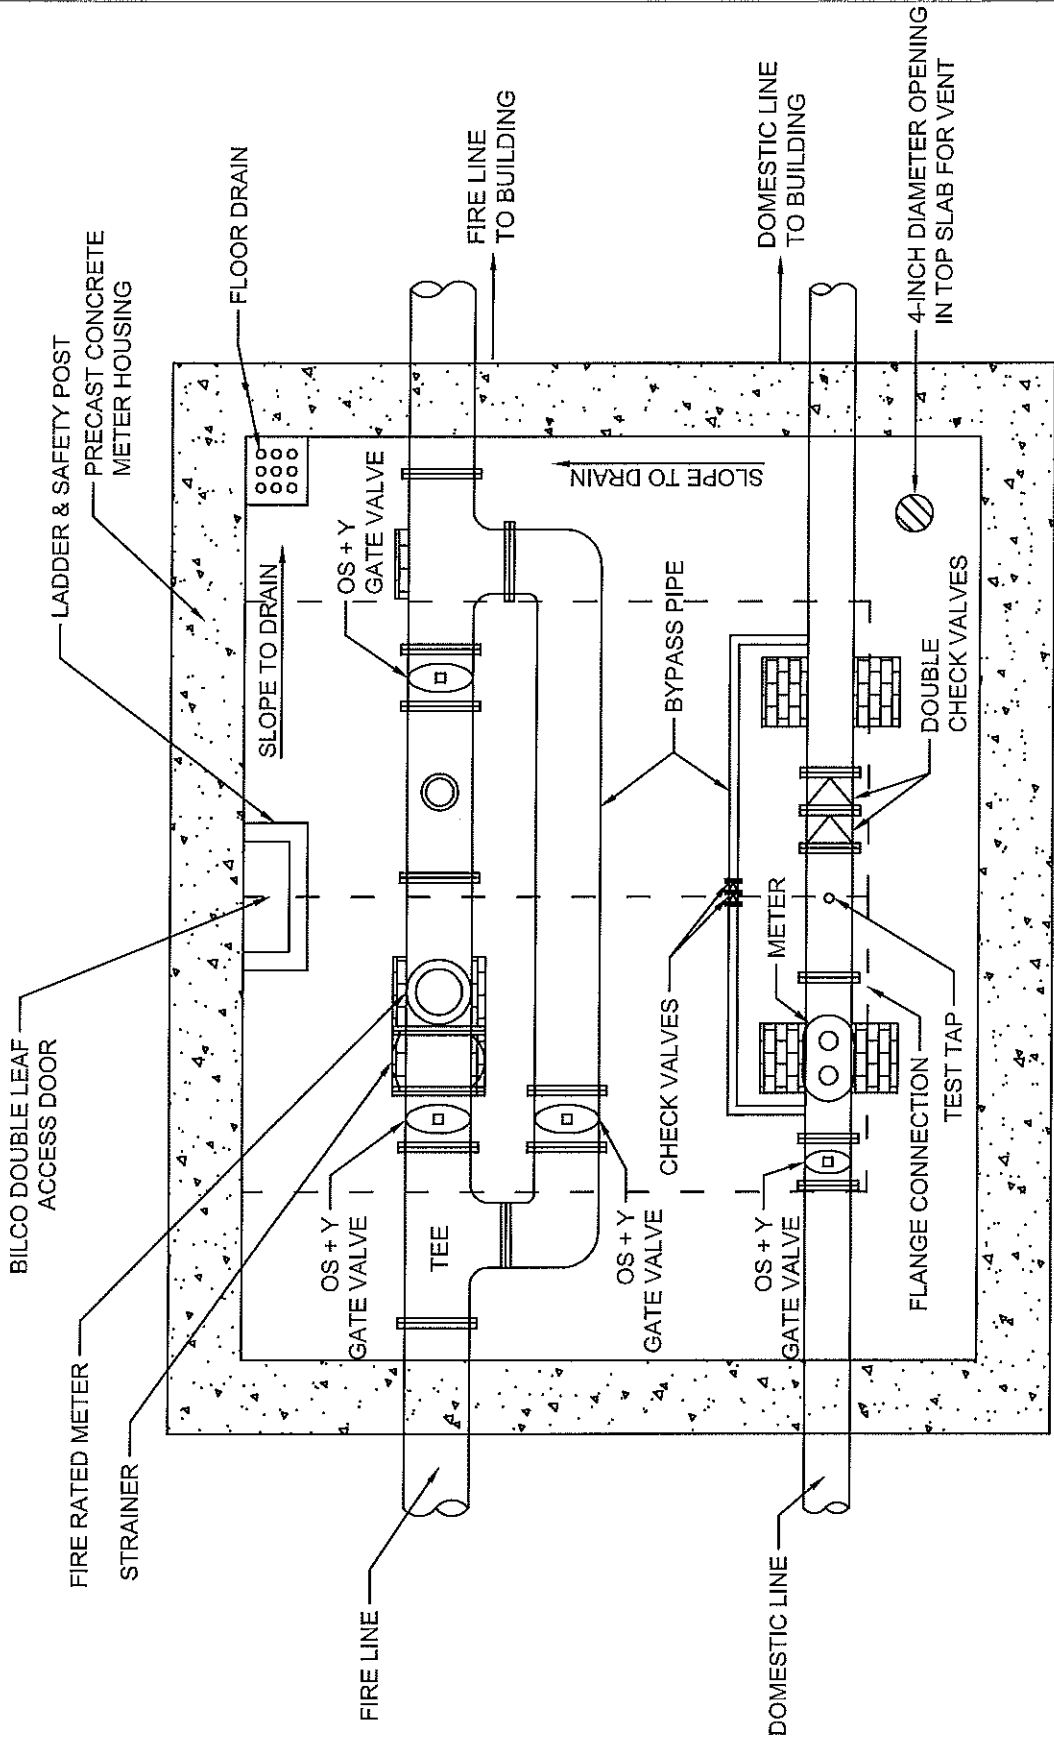 BILCO DOUBLE LEAF
ACCESS DOOR
LADDER & SAFETY POST
PRECAST CONCRETE
METER HOUSING
FIRE RATED METER
STRAINER
FLOOR DRAIN
SLOPE TO DRAIN
FIRE LINE
FIRE LINE
TO BUILDING
OS + Y
GATE VALVE
TEE
OS + Y
GATE VALVE
SLOPE TO DRAIN
OS + Y
GATE VALVE
BYPASS PIPE
CHECK VALVES
METER
DOMESTIC LINE
DOMESTIC LINE
TO BUILDING
OS + Y
GATE VALVE
FLANGE CONNECTION
TEST TAP
DOUBLE
CHECK VALVES
4-INCH DIAMETER OPENING
IN TOP SLAB FOR VENT